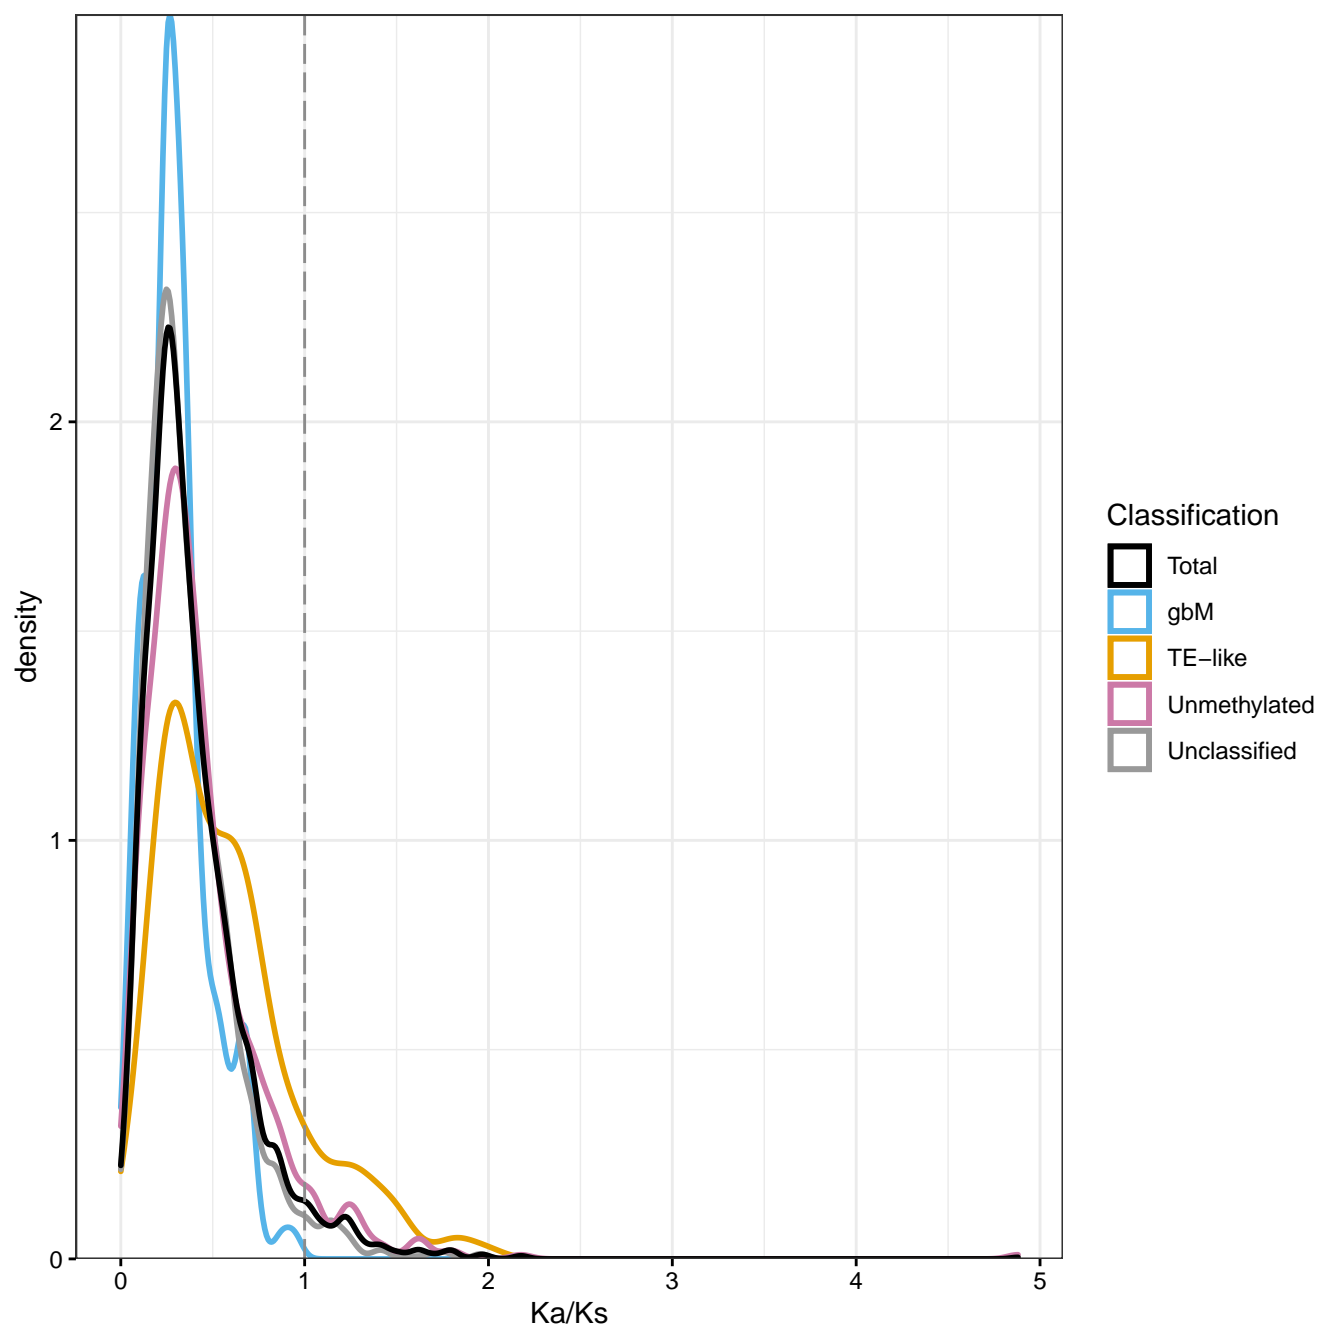 density
2
1
0
0
1
2
3
4
5
Ka/Ks
Classification
Total
gbM
TE−like
Unmethylated
Unclassified